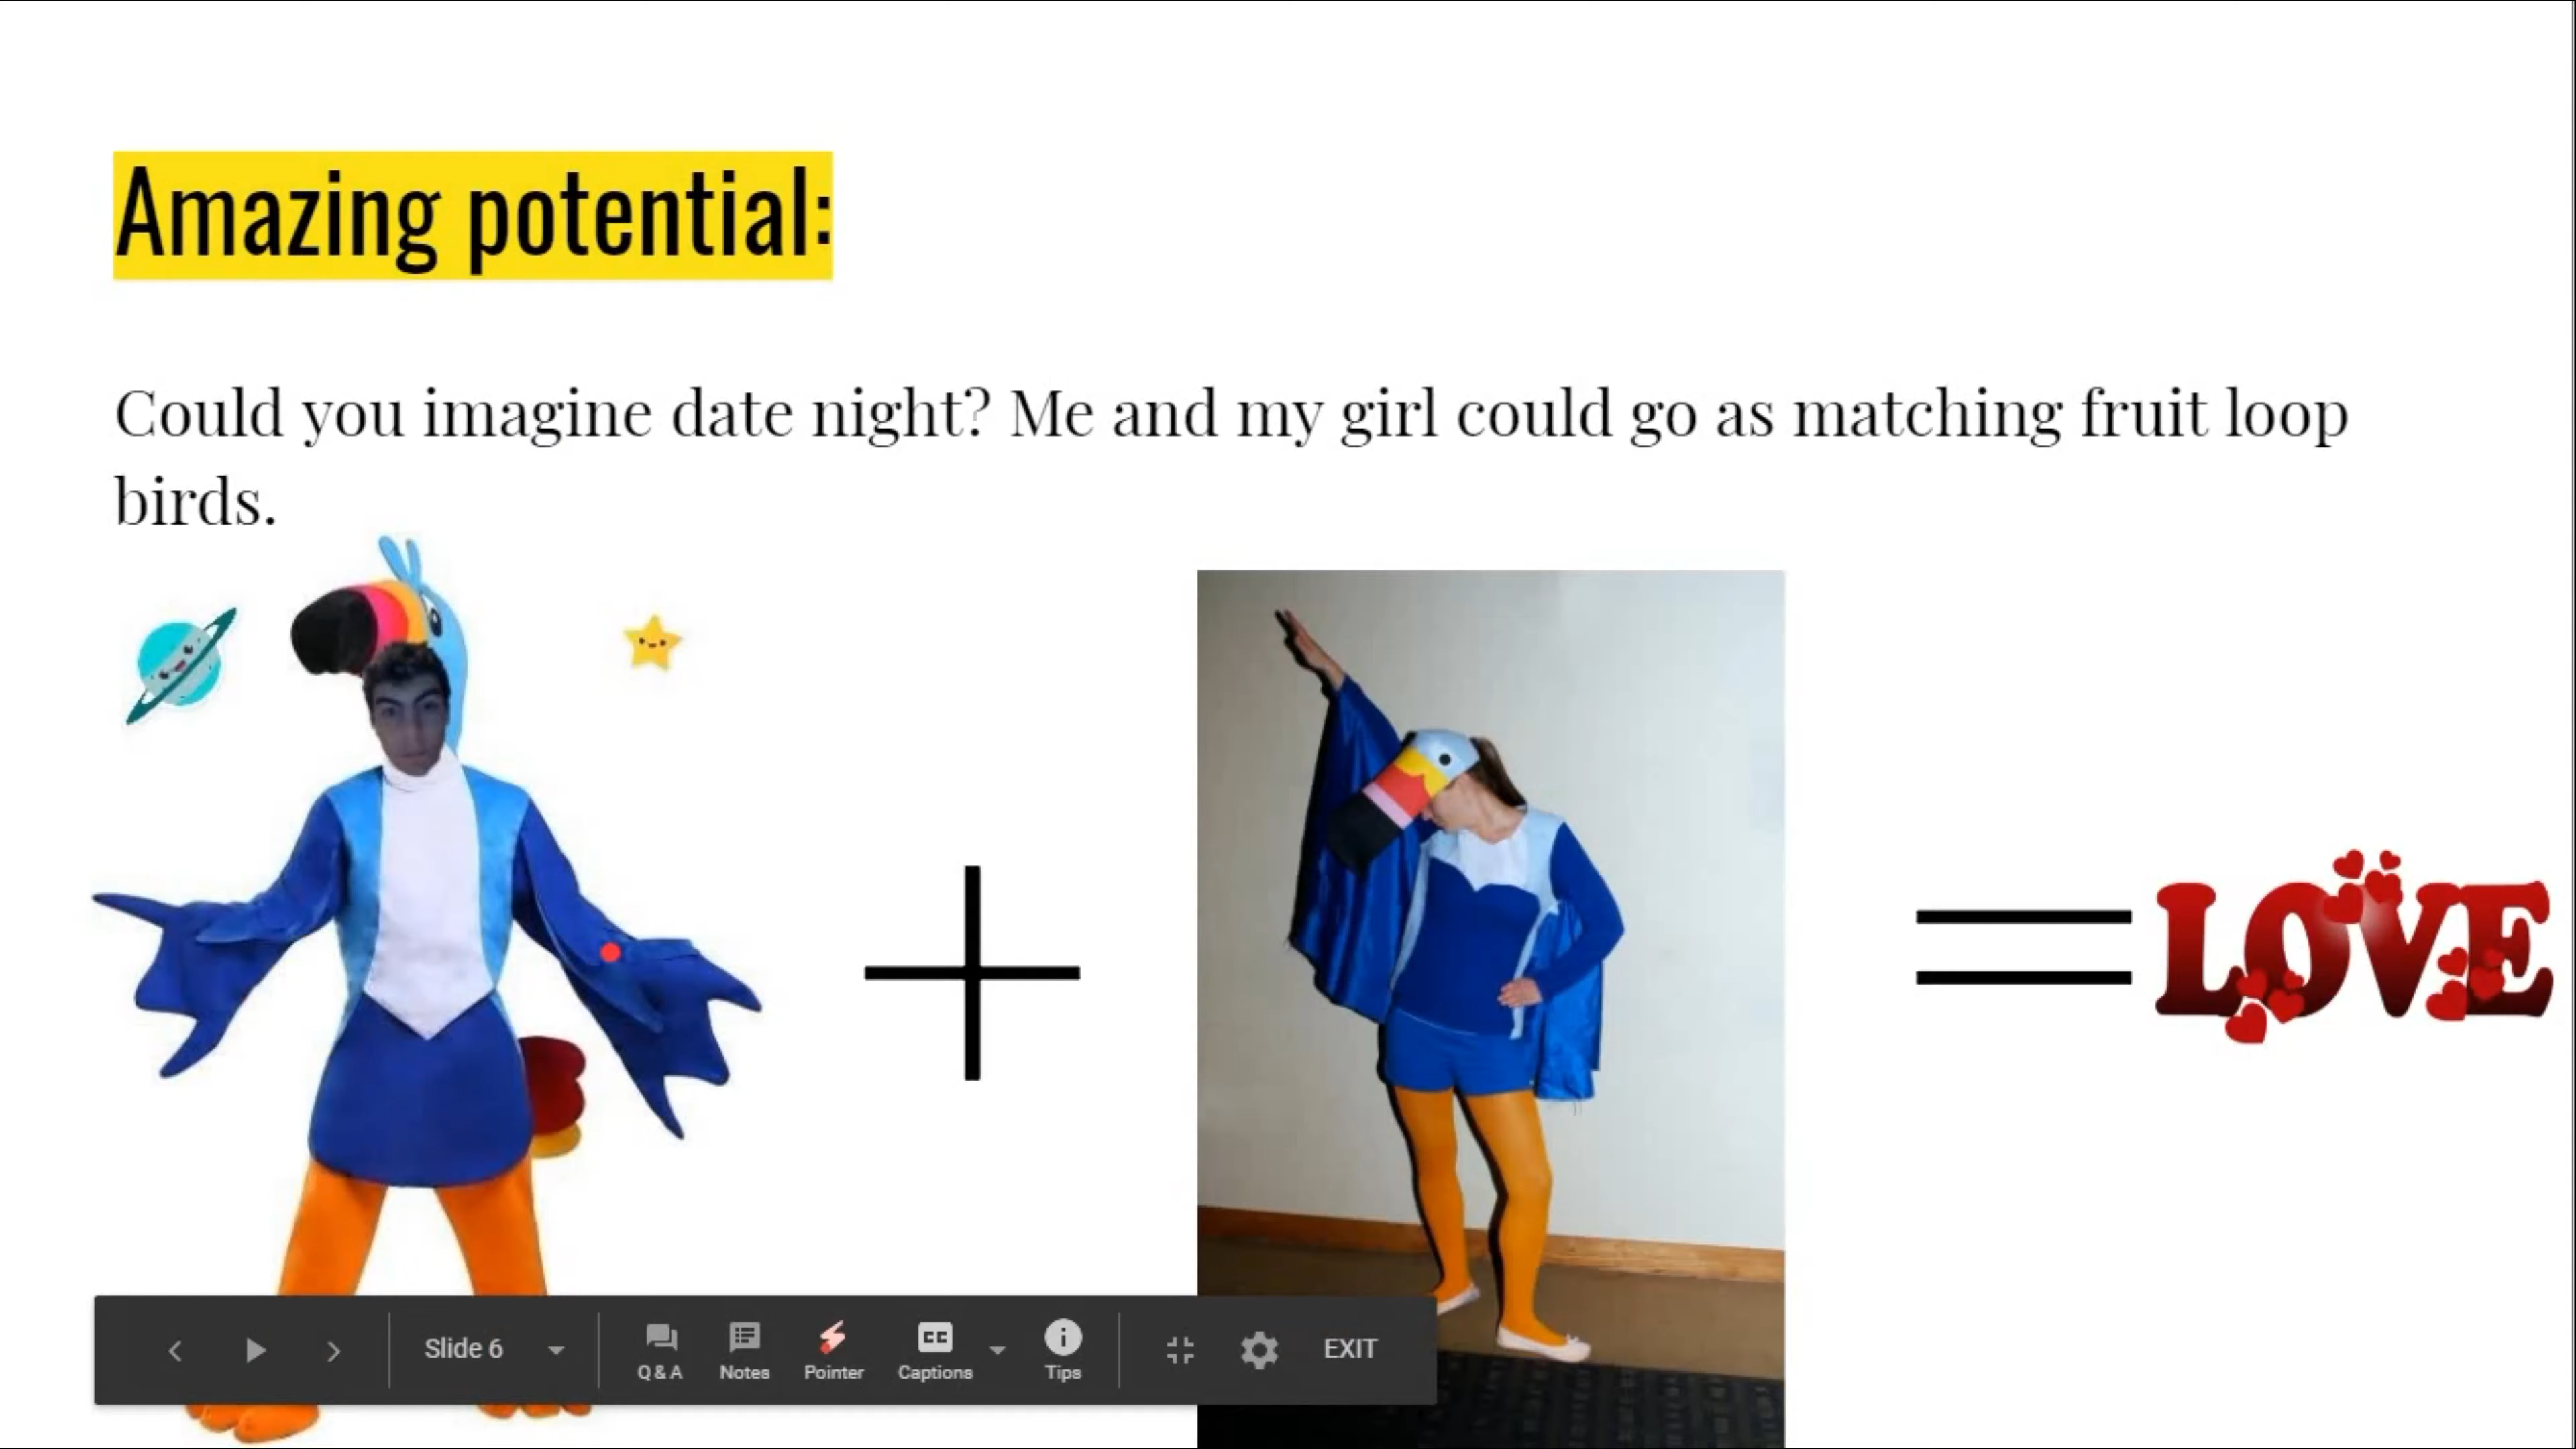 Amazing potential:
Could you imagine date night? Me and my girl could go as matching fruit loop
birds.
LOVE
Slide 6
Q & A
Notes
Pointer
CC
Captions
Tips
EXIT